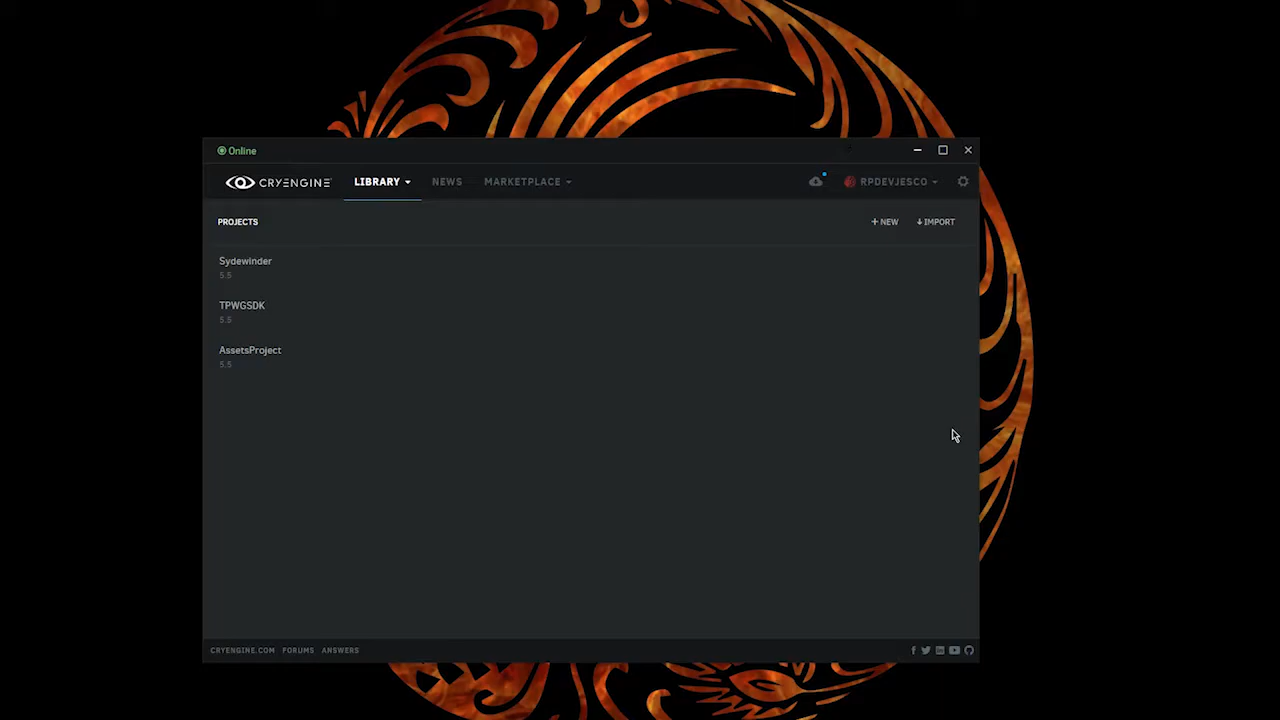 Online
CRYENGINE LIBRARY NEWS MARKETPLACE RPDEVJESCO
PROJECTS + NEW IMPORT
Sydewinder
5.5
TPWGSDK
5.5
AssetsProject
5.5
CRYENGINE.COM FORUMS ANSWERS